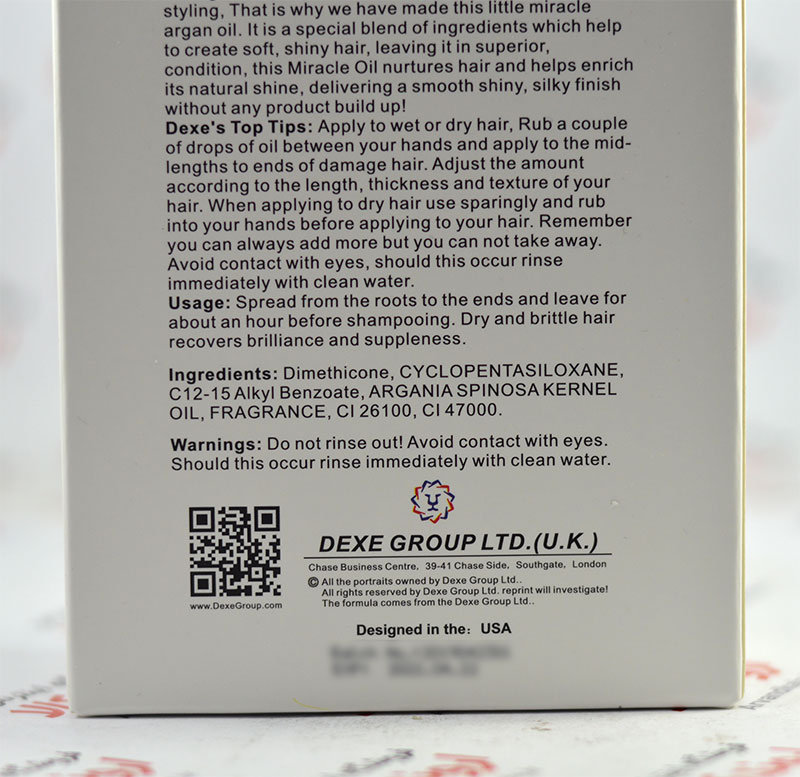 styling, That is why we have made this little miracle
argan oil. It is a special blend of ingredients which help
to create soft, shiny hair, leaving it in superior,
condition, this Miracle Oil nurtures hair and helps enrich
its natural shine, delivering a smooth shiny, silky finish
without any product build up!
Dexe's Top Tips: Apply to wet or dry hair, Rub a couple
of drops of oil between your hands and apply to the mid-
lengths to ends of damage hair. Adjust the amount
according to the length, thickness and texture of your
hair. When applying to dry hair use sparingly and rub
into your hands before applying to your hair. Remember
you can always add more but you can not take away.
Avoid contact with eyes, should this occur rinse
immediately with clean water.
Usage: Spread from the roots to the ends and leave for
about an hour before shampooing. Dry and brittle hair
recovers brilliance and suppleness.
Ingredients: Dimethicone, CYCLOPENTASILOXANE,
C12-15 Alkyl Benzoate, ARGANIA SPINOSA KERNEL
OIL, FRAGRANCE, CI 26100, CI 47000.
Warnings: Do not rinse out! Avoid contact with eyes.
Should this occur rinse immediately with clean water.
DEXE GROUP LTD.(U.K.)
Chase Business Centre, 39-41 Chase Side, Southgate, London
© All the portraits owned by Dexe Group Ltd..
All rights reserved by Dexe Group Ltd. reprint will investigate!
The formula comes from the Dexe Group Ltd..
www.DexeGroup.com
Designed in the: USA